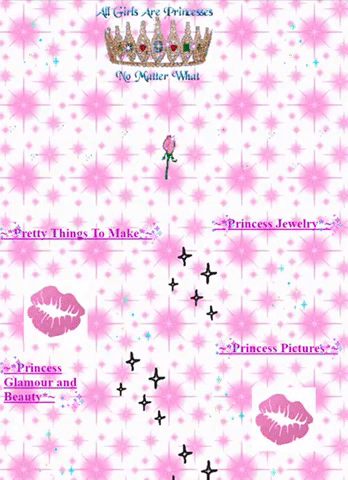 All Girls Are Princesses
No Matter What
~*Princess Jewelry*~
~*Pretty Things To Make*~
~*Princess Pictures*~
~*Princess
Glamour and
Beauty*~